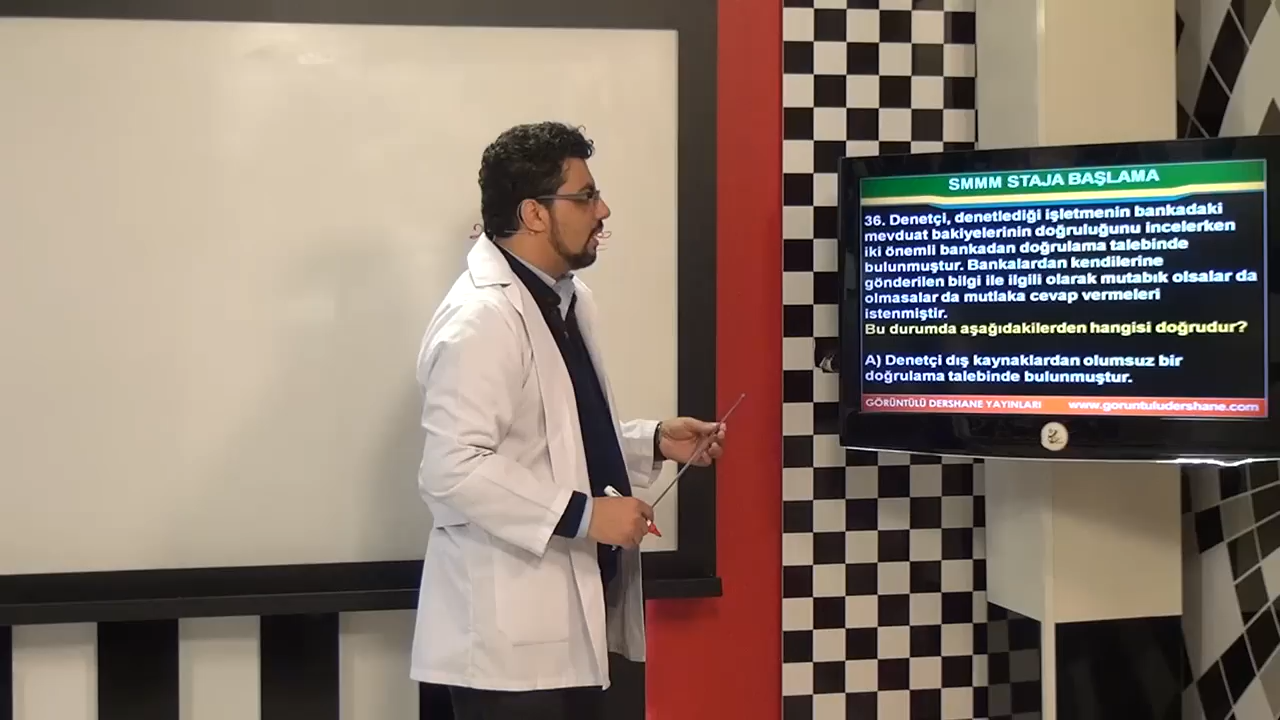 SMMM STAJA BAŞLAMA
36. Denetçi, denetlediği işletmenin bankadaki
mevduat bakiyelerinin doğruluğunu incelerken
iki önemli bankadan doğrulama talebinde
bulunmuştur. Bankalardan kendilerine
gönderilen bilgi ile ilgili olarak mutabık olsalar da
olmasalar da mutlaka cevap vermeleri
istenmiştir.
Bu durumda aşağıdakilerden hangisi doğrudur?
A) Denetçi dış kaynaklardan olumsuz bir
doğrulama talebinde bulunmuştur.
GÖRÜNTÜLÜ DERSHANE YAYINLARI www.goruntuludershane.com